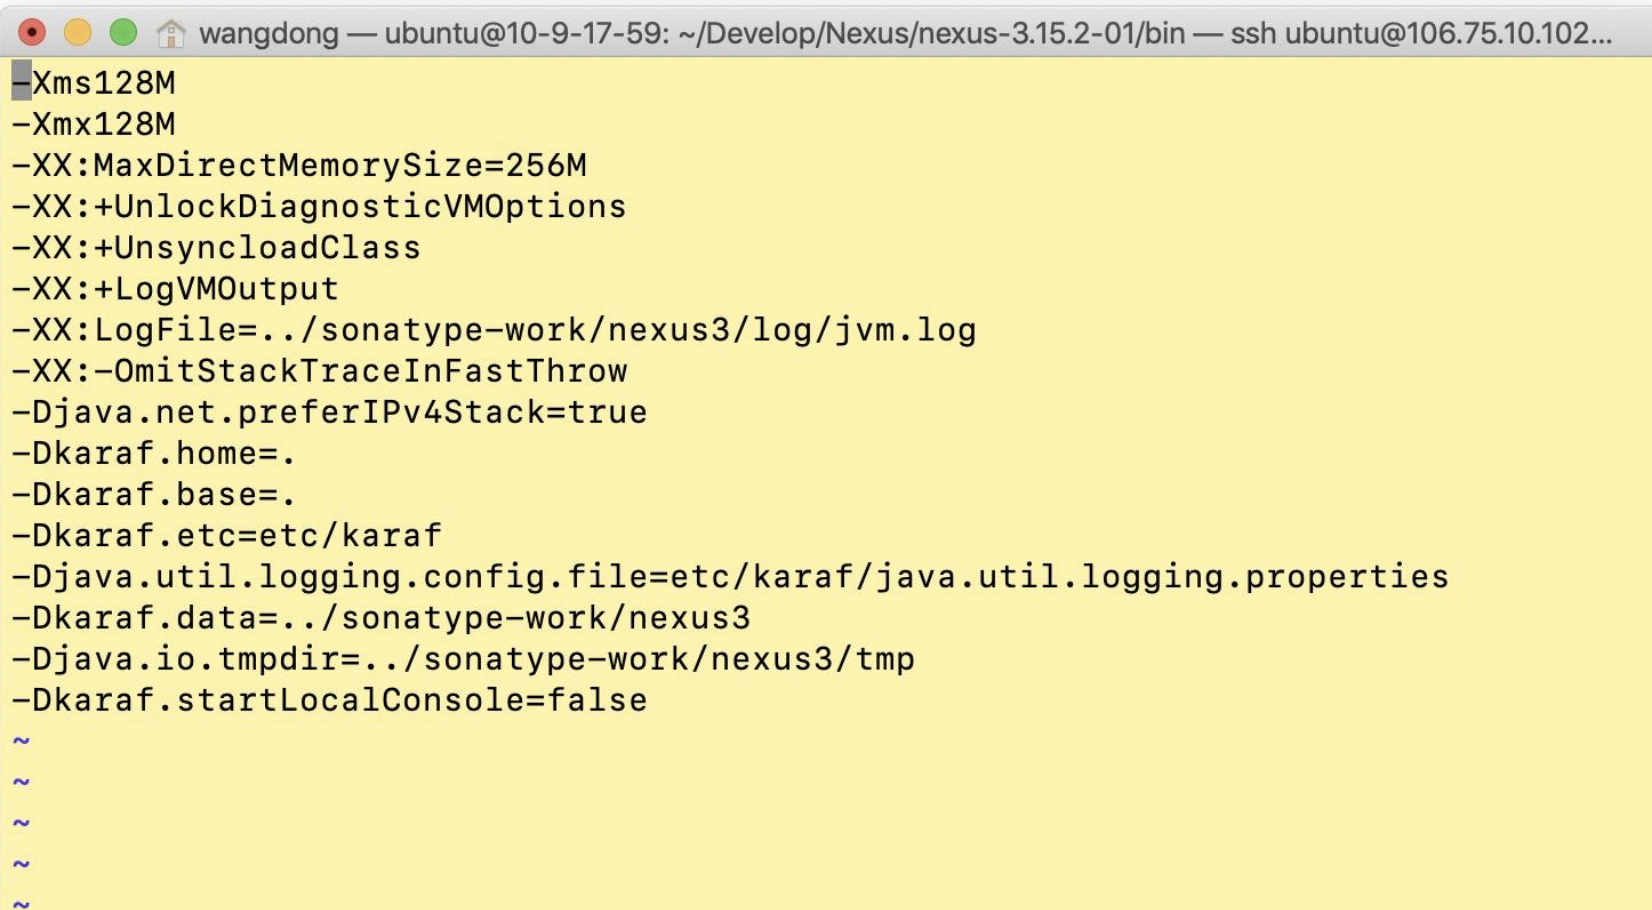 wangdong — ubuntu@10-9-17-59: ~/Develop/Nexus/nexus-3.15.2-01/bin — ssh ubuntu@106.75.10.102...
-Xms128M
-Xmx128M
-XX:MaxDirectMemorySize=256M
-XX:+UnlockDiagnosticVMOptions
-XX:+UnsyncloadClass
-XX:+LogVMOutput
-XX:LogFile=../sonatype-work/nexus3/log/jvm.log
-XX:-OmitStackTraceInFastThrow
-Djava.net.preferIPv4Stack=true
-Dkaraf.home=.
-Dkaraf.base=.
-Dkaraf.etc=etc/karaf
-Djava.util.logging.config.file=etc/karaf/java.util.logging.properties
-Dkaraf.data=../sonatype-work/nexus3
-Djava.io.tmpdir=../sonatype-work/nexus3/tmp
-Dkaraf.startLocalConsole=false
~
~
~
~
~